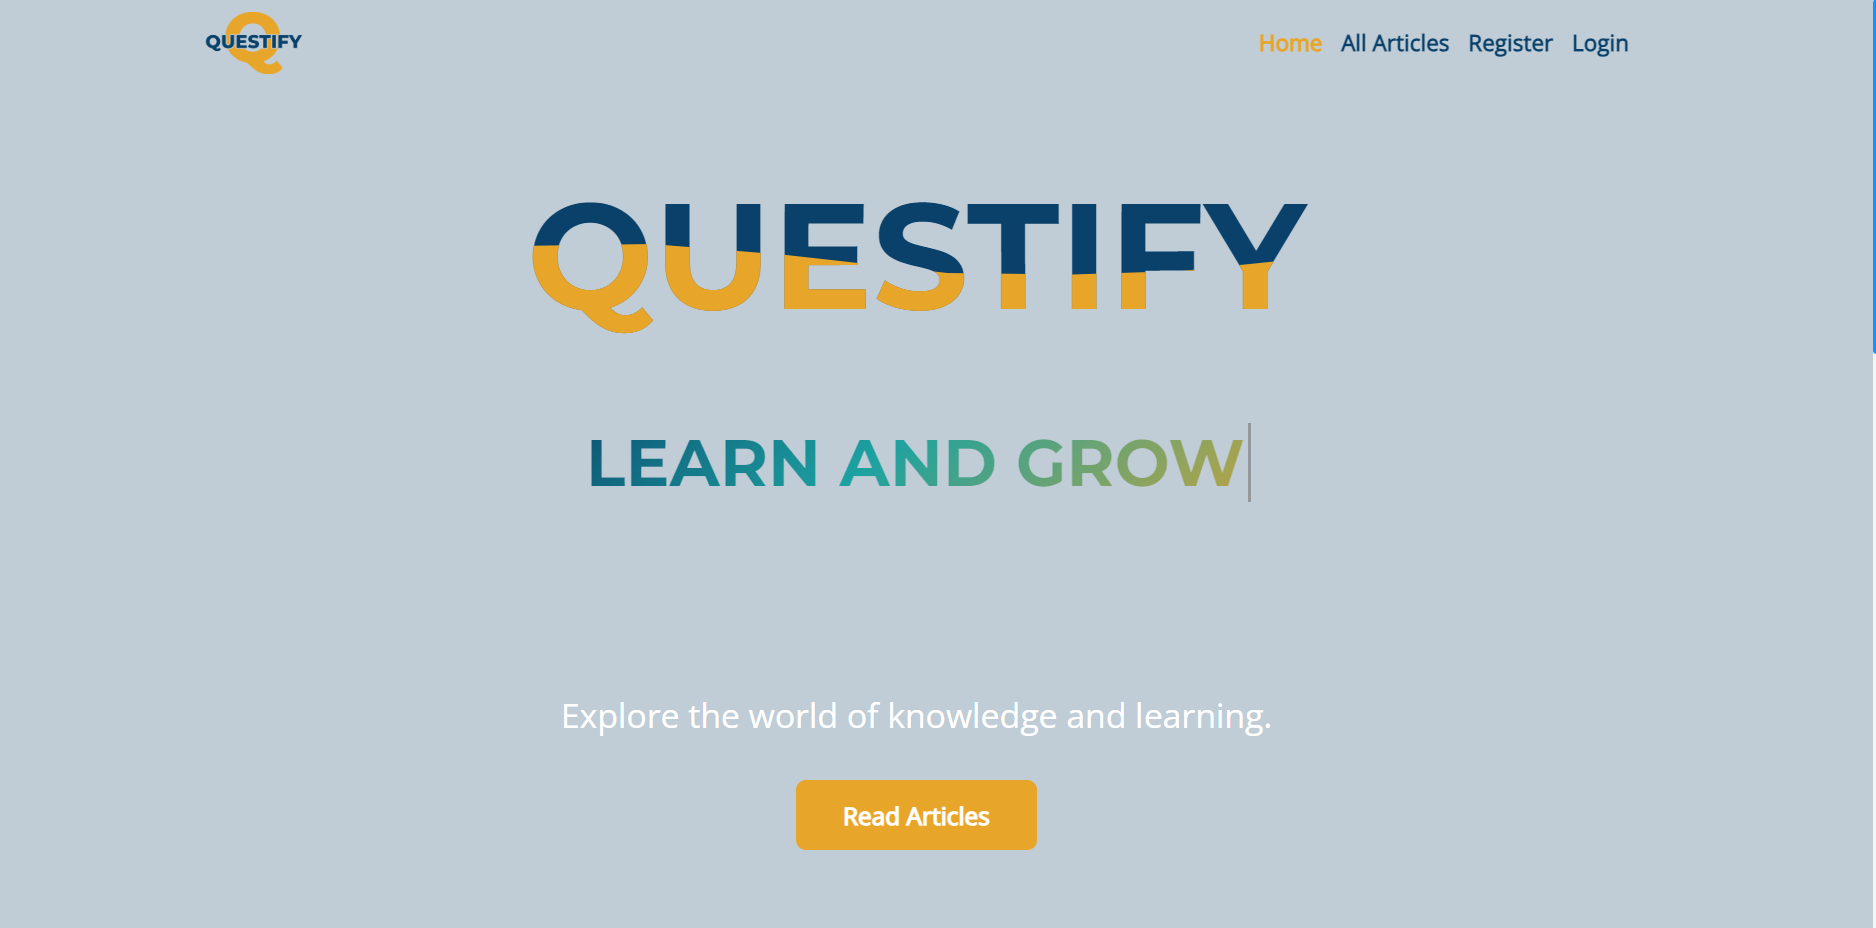 QUESTIFY
Home All Articles Register Login
QUESTIFY
LEARN AND GROW
Explore the world of knowledge and learning.
Read Articles